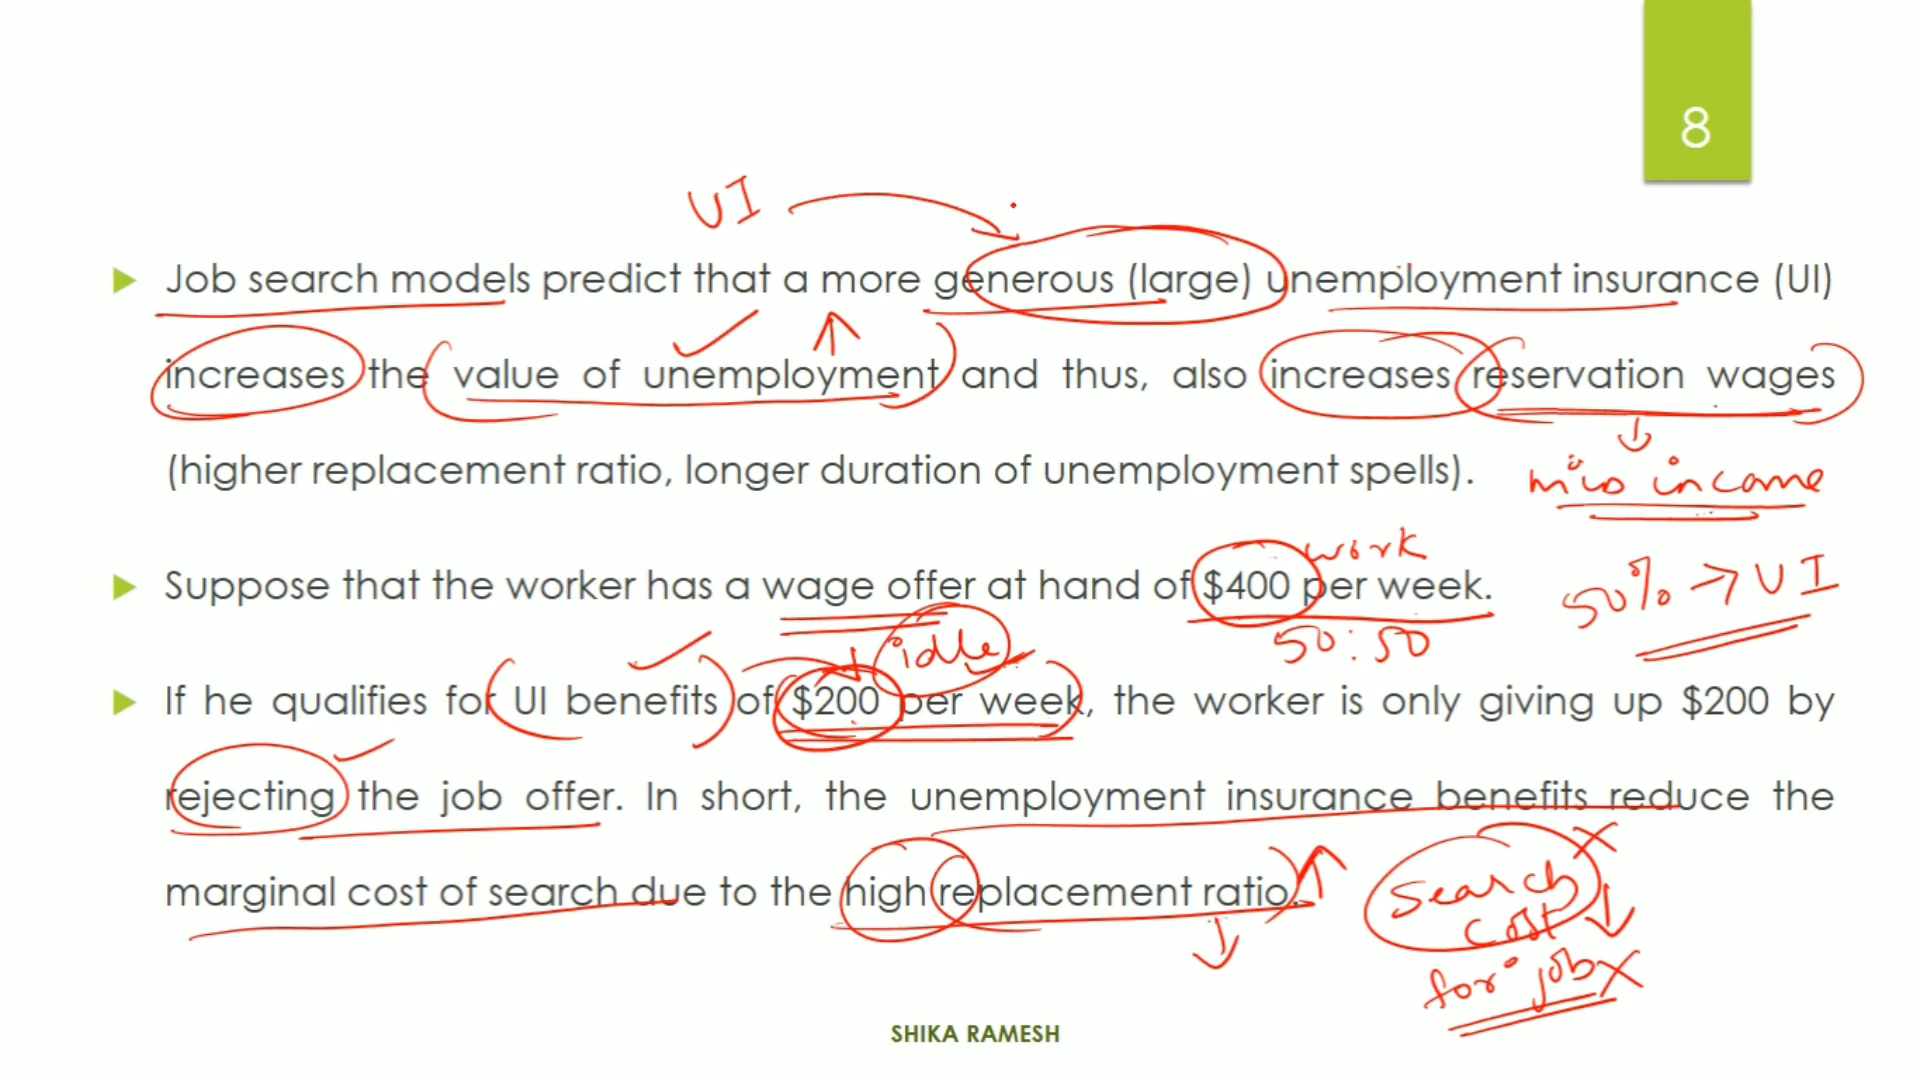 8
UI
Job search models predict that a more generous (large) unemployment insurance (UI)
increases the value of unemployment and thus, also increases reservation wages
(higher replacement ratio, longer duration of unemployment spells).
min income
work
Suppose that the worker has a wage offer at hand of $400 per week.
50% → UI
50:50
idle
If he qualifies for UI benefits of $200 per week, the worker is only giving up $200 by
rejecting the job offer. In short, the unemployment insurance benefits reduce the
marginal cost of search due to the high replacement ratio.
Search
cost
for job
SHIKA RAMESH